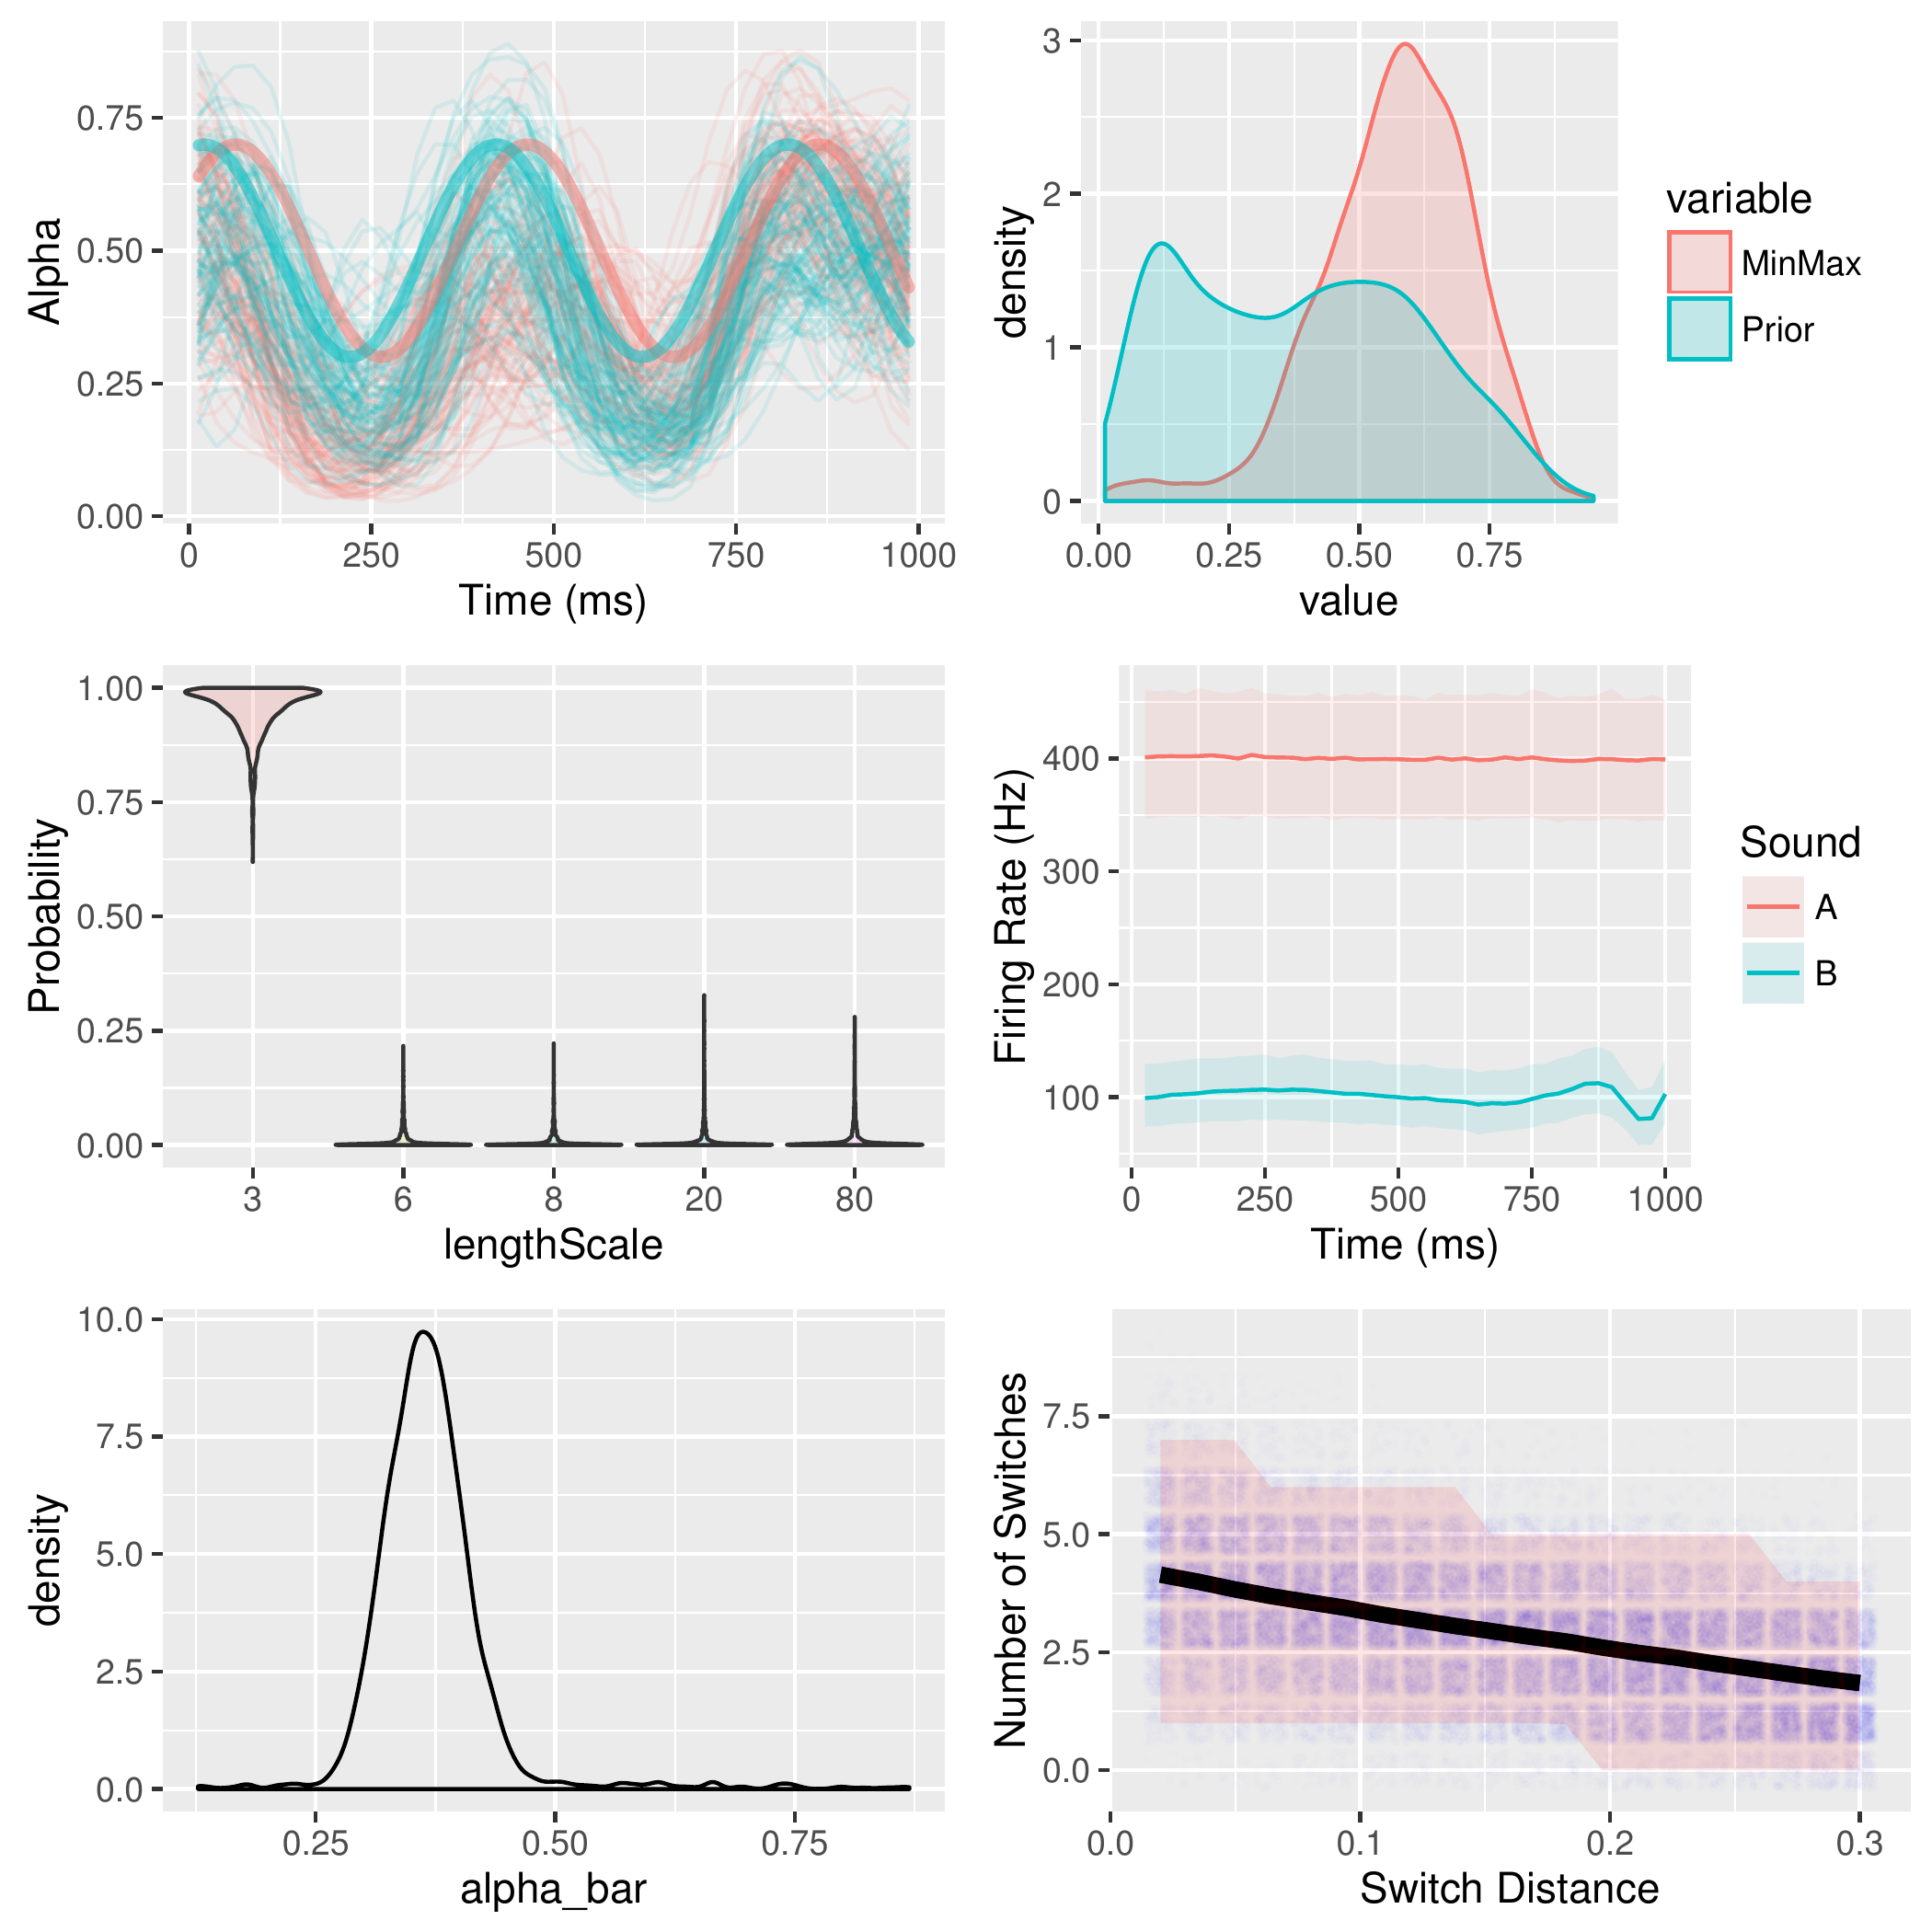 Alpha
0.75
0.50
0.25
0.00
0 250 500 750 1000
Time (ms)
density
3
2
1
0
0.00 0.25 0.50 0.75
value
variable
MinMax
Prior
Probability
1.00
0.75
0.50
0.25
0.00
3 6 8 20 80
lengthScale
Firing Rate (Hz)
400
300
200
100
0 250 500 750 1000
Time (ms)
Sound
A
B
density
10.0
7.5
5.0
2.5
0.0
0.25 0.50 0.75
alpha_bar
Number of Switches
7.5
5.0
2.5
0.0
0.0 0.1 0.2 0.3
Switch Distance